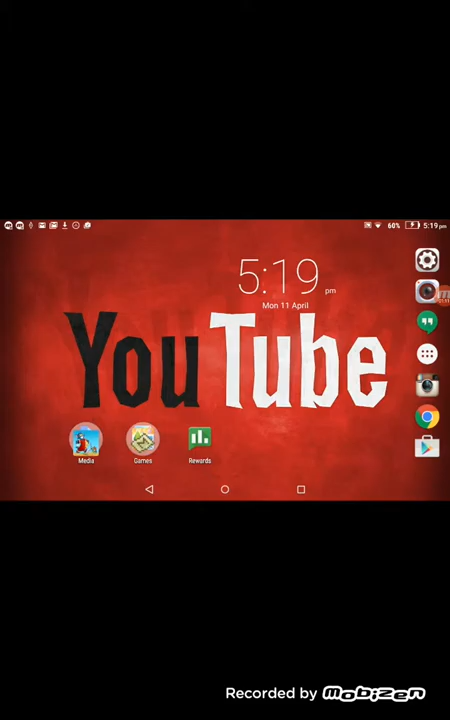 60% 5:19 pm
5:19 pm
Mon 11 April
YouTube
Media
Games
Rewards
Recorded by mobizen